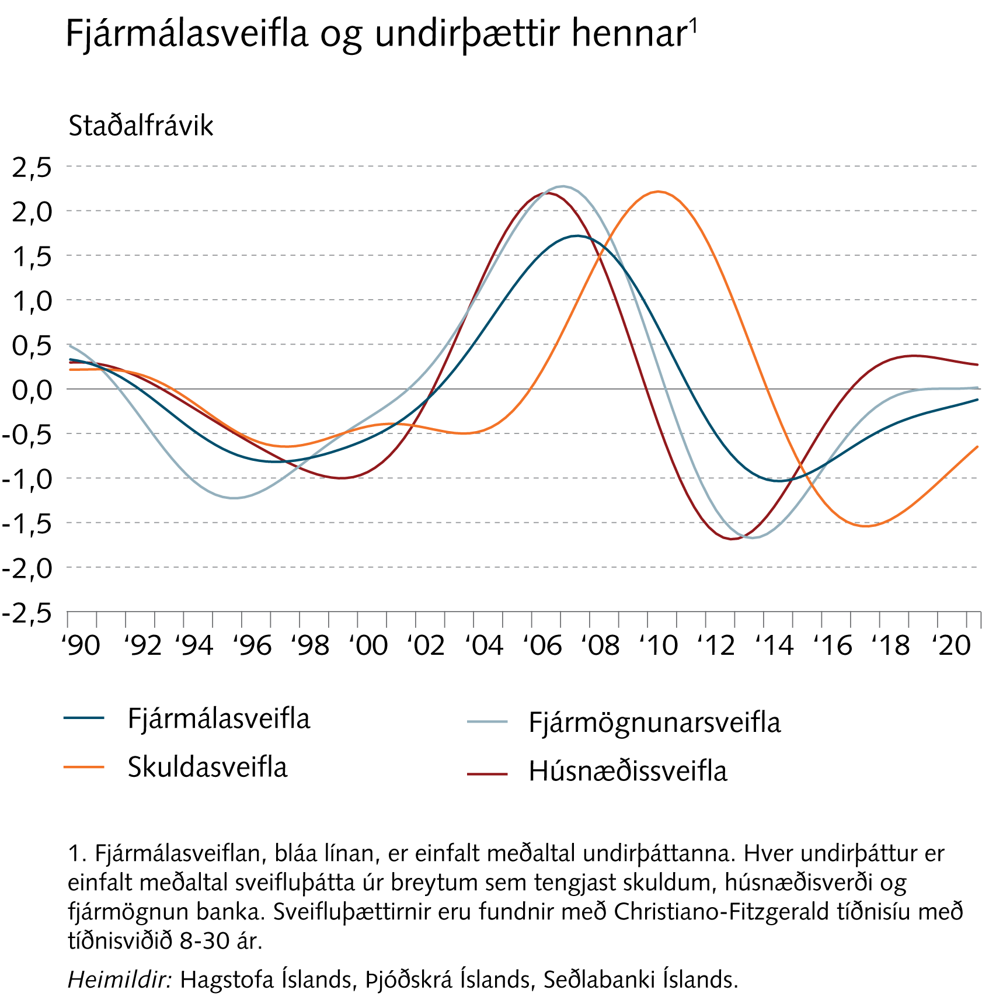 Fjármálasveifla og undirþættir hennar¹
Staðalfrávik
2,5
2,0
1,5
1,0
0,5
0,0
-0,5
-1,0
-1,5
-2,0
-2,5
‘90 ‘92 ‘94 ‘96 ‘98 ‘00 ‘02 ‘04 ‘06 ‘08 ‘10 ‘12 ‘14 ‘16 ‘18 ‘20
Fjármálasveifla
Fjármögnunarsveifla
Skuldasveifla
Húsnæðissveifla
1. Fjármálasveiflan, bláa línan, er einfalt meðaltal undirþáttanna. Hver undirþáttur er
einfalt meðaltal sveifluþátta úr breytum sem tengjast skuldum, húsnæðisverði og
fjármögnun banka. Sveifluþættirnir eru fundnir með Christiano-Fitzgerald tíðnisíu með
tíðnisviðið 8-30 ár.
Heimildir: Hagstofa Íslands, Þjóðskrá Íslands, Seðlabanki Íslands.